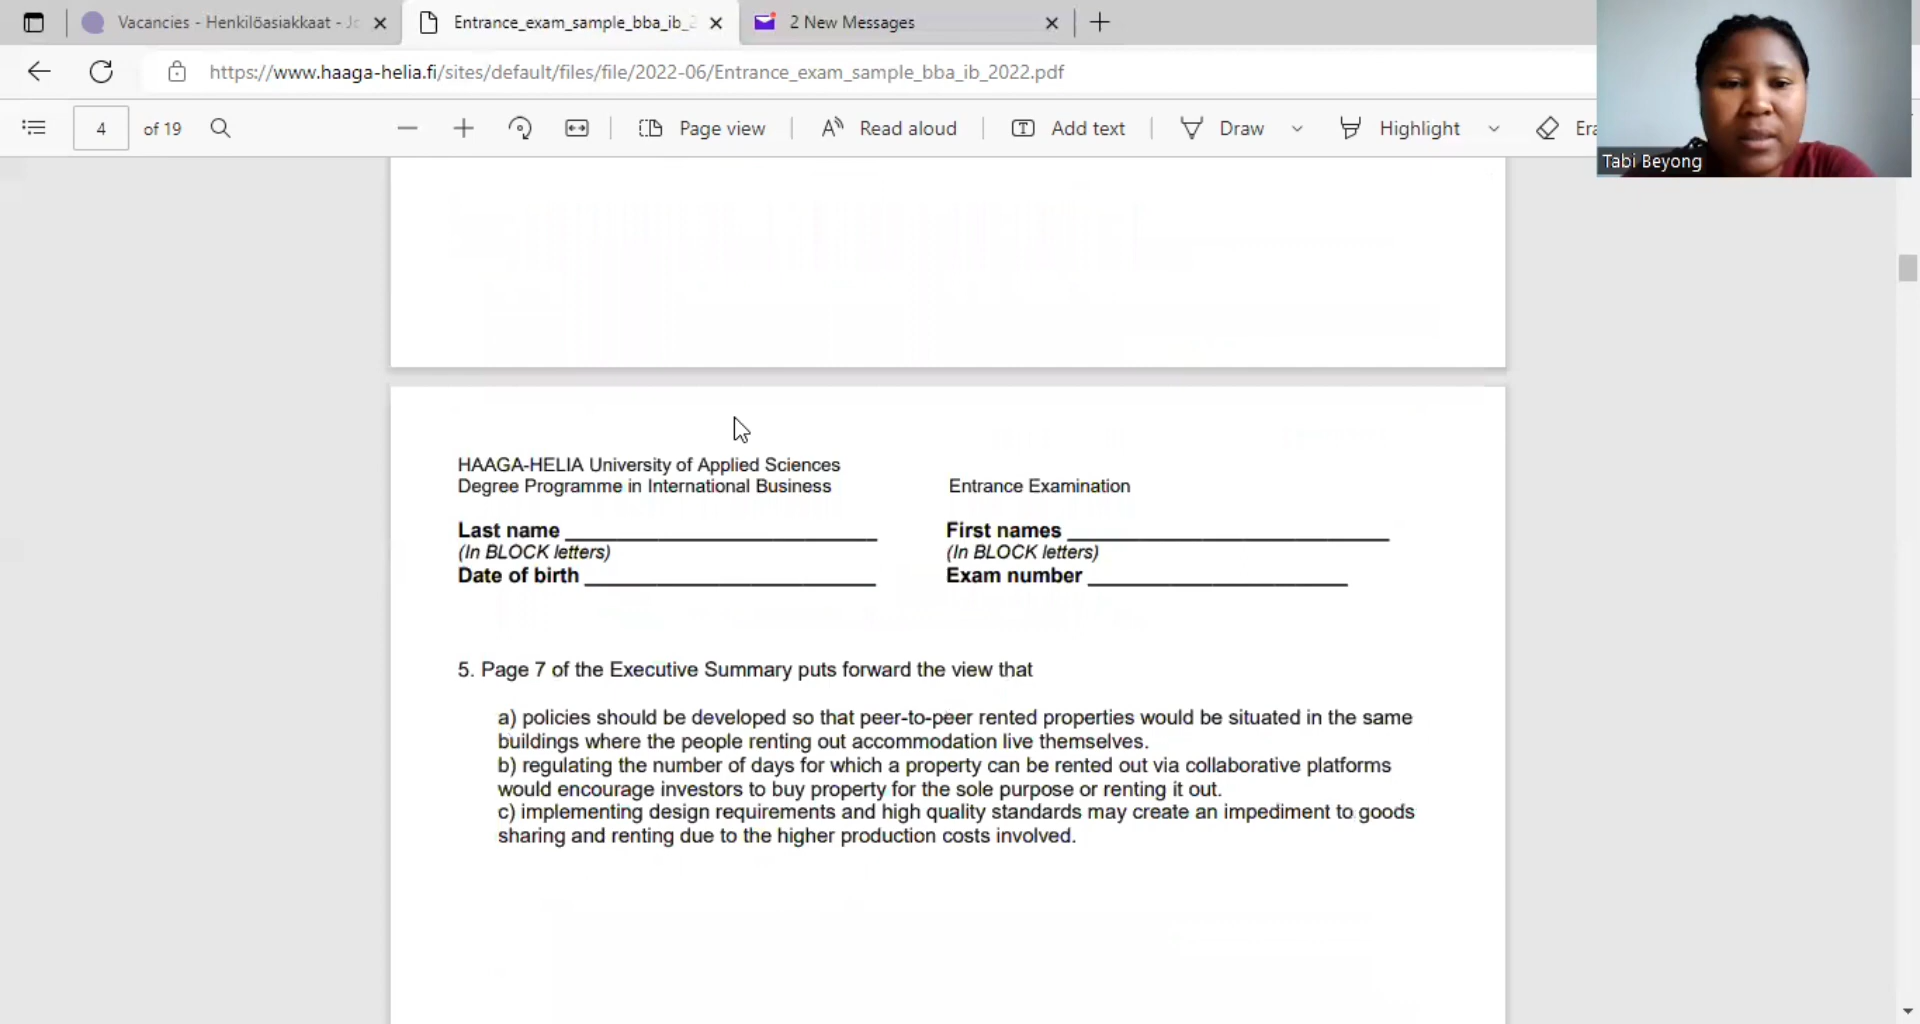 Vacancies - Henkilöasiakkaat - Jo
Entrance_exam_sample_bba_ib_2
2 New Messages
https://www.haaga-helia.fi/sites/default/files/file/2022-06/Entrance_exam_sample_bba_ib_2022.pdf
4 of 19
Page view
Read aloud
Add text
Draw
Highlight
Era
Tabi Beyong
HAAGA-HELIA University of Applied Sciences
Degree Programme in International Business Entrance Examination
Last name First names
(In BLOCK letters) (In BLOCK letters)
Date of birth Exam number
5. Page 7 of the Executive Summary puts forward the view that
a) policies should be developed so that peer-to-peer rented properties would be situated in the same
buildings where the people renting out accommodation live themselves.
b) regulating the number of days for which a property can be rented out via collaborative platforms
would encourage investors to buy property for the sole purpose or renting it out.
c) implementing design requirements and high quality standards may create an impediment to goods
sharing and renting due to the higher production costs involved.